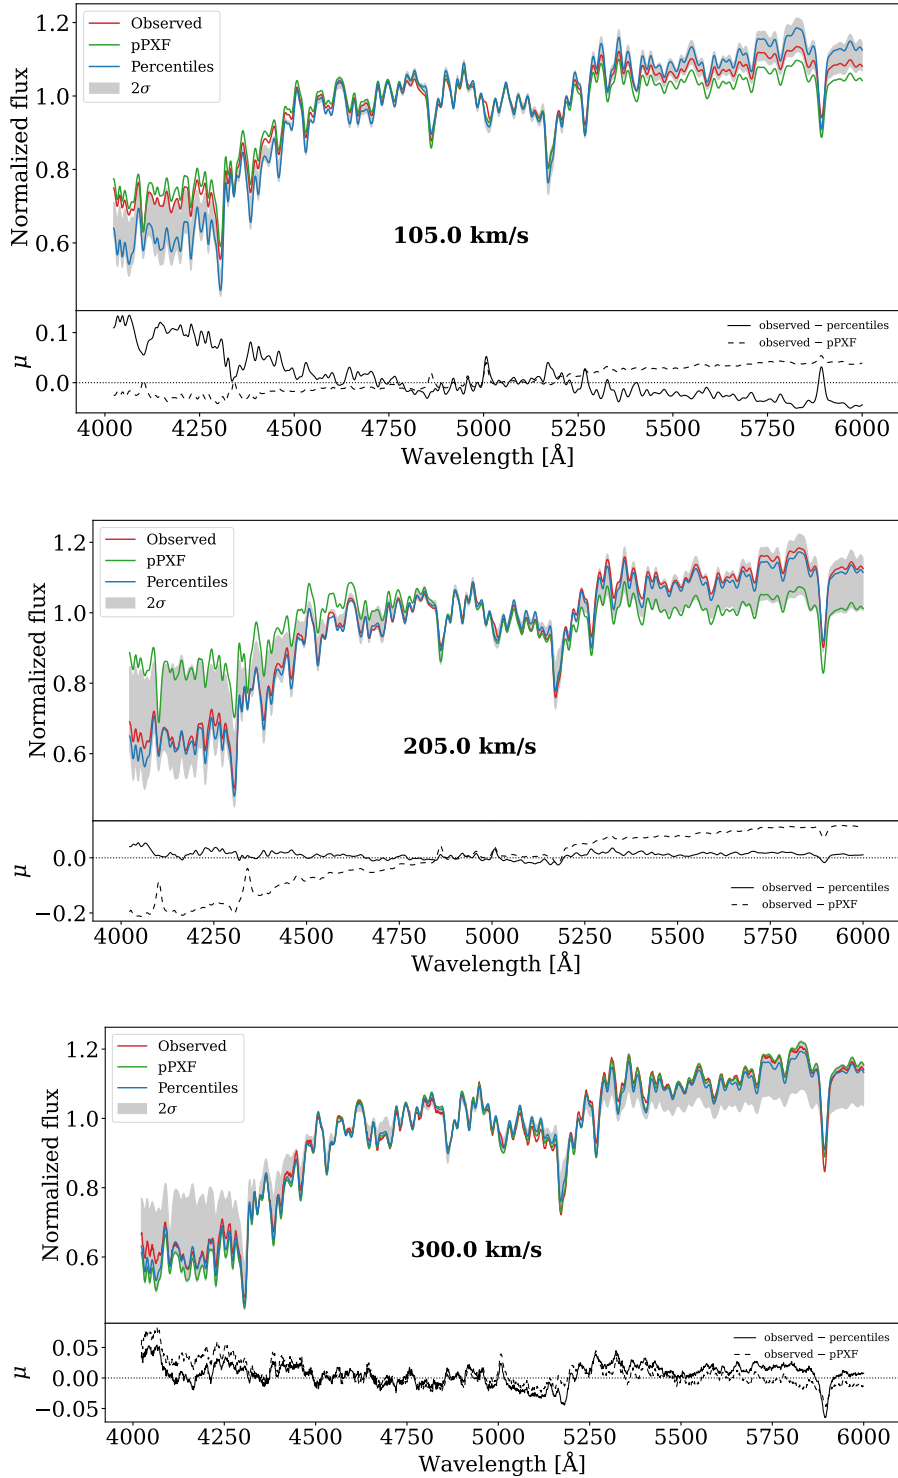 1.2
1.0
0.8
0.6
Normalized flux
Observed
pPXF
Percentiles
2σ
105.0 km/s
0.1
0.0
μ
observed − percentiles
observed − pPXF
4000 4250 4500 4750 5000 5250 5500 5750 6000
Wavelength [Å]
1.2
1.0
0.8
0.6
Normalized flux
Observed
pPXF
Percentiles
2σ
205.0 km/s
0.0
−0.2
μ
observed − percentiles
observed − pPXF
4000 4250 4500 4750 5000 5250 5500 5750 6000
Wavelength [Å]
1.2
1.0
0.8
0.6
Normalized flux
Observed
pPXF
Percentiles
2σ
300.0 km/s
0.05
0.00
−0.05
μ
observed − percentiles
observed − pPXF
4000 4250 4500 4750 5000 5250 5500 5750 6000
Wavelength [Å]